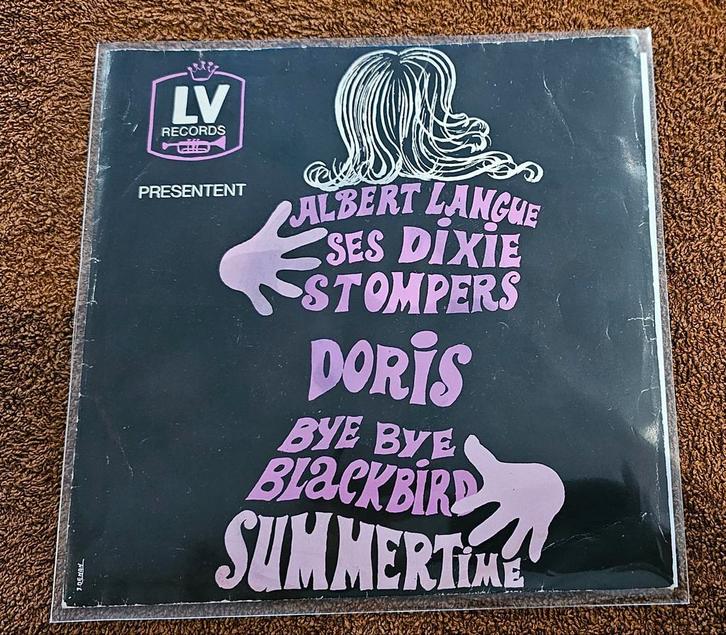 LV
RECORDS
PRESENTENT
ALBERT LANGUE
SES DIXIE
STOMPERS
DORIS
BYE BYE
BLACKBIRD
SUMMERTIME